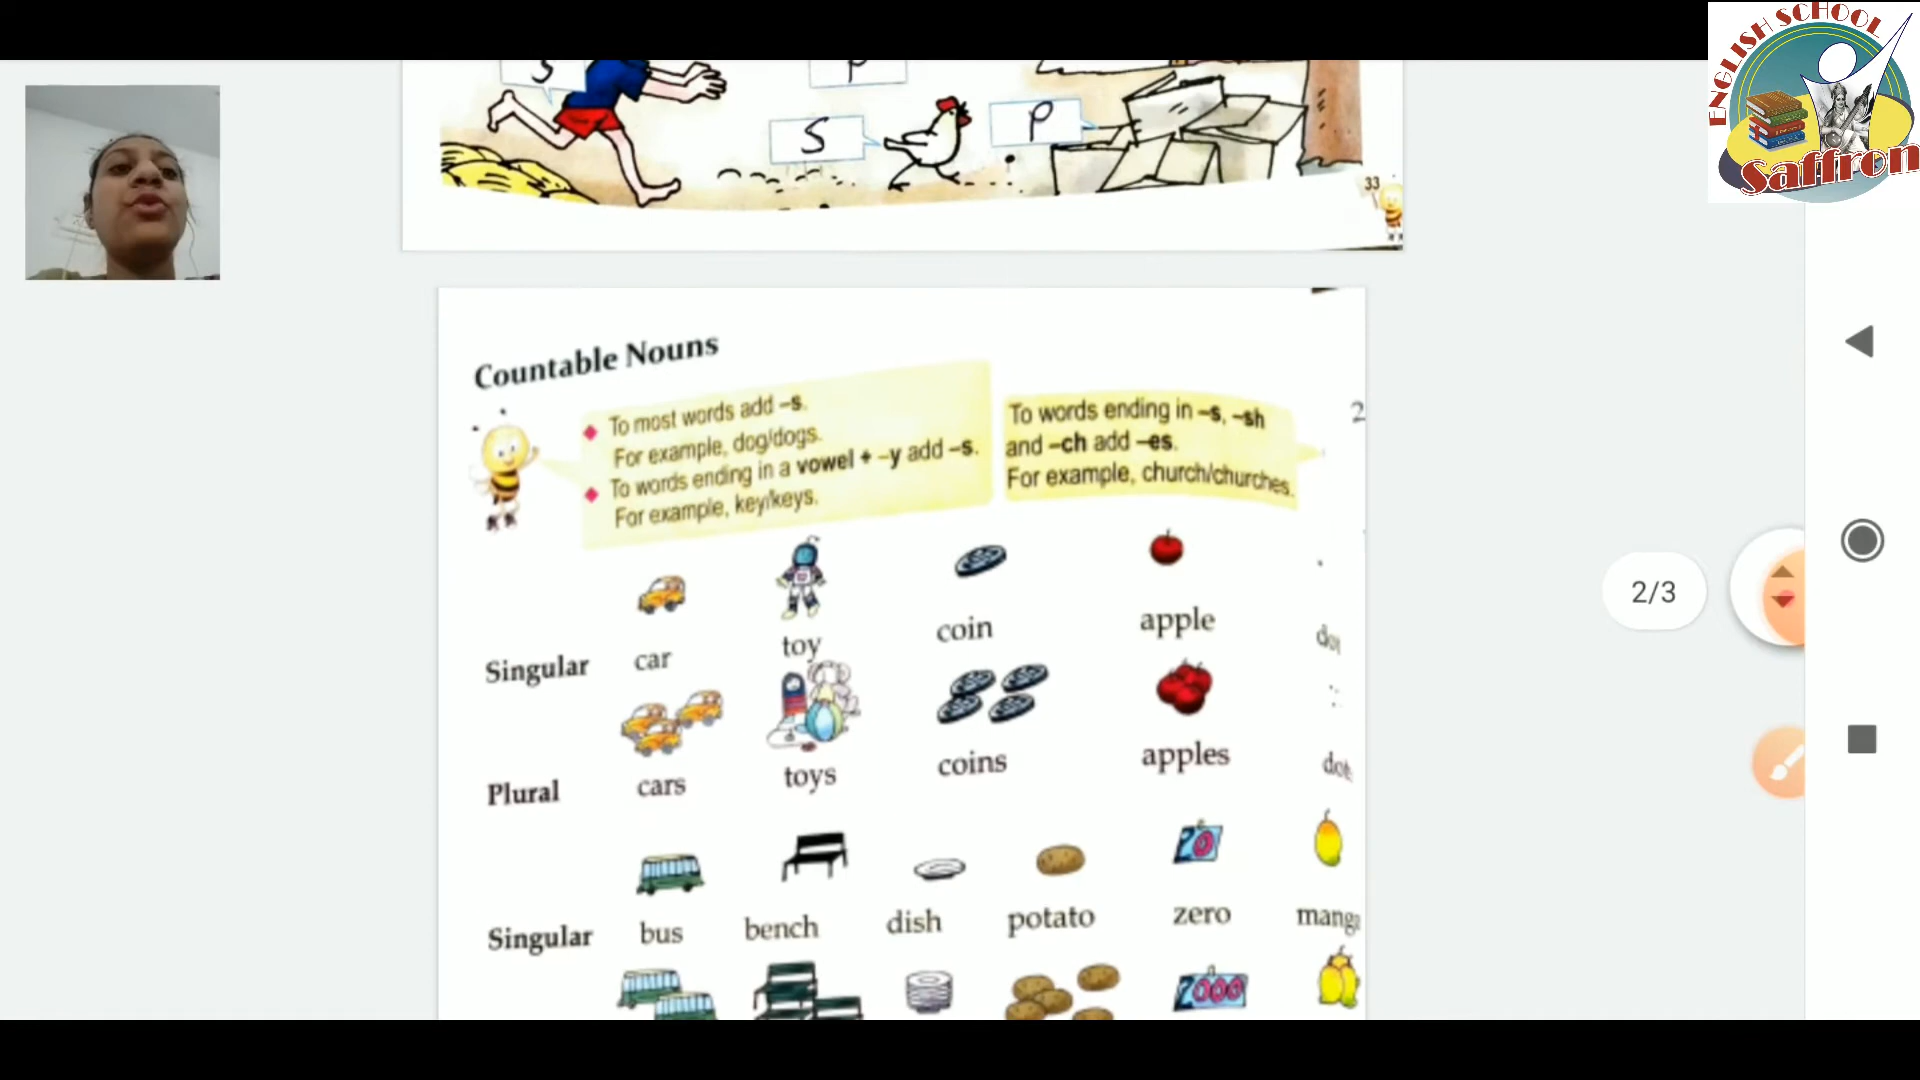 ENGLISH SCHOOL
Saffron
S
P
S
P
33
Countable Nouns
To most words add –s.
For example, dog/dogs.
To words ending in a vowel + –y add –s.
For example, key/keys.
To words ending in –s, –sh
and –ch add –es.
For example, church/churches.
2
Singular car toy coin apple
Plural cars toys coins apples
2/3
Singular bus bench dish potato zero